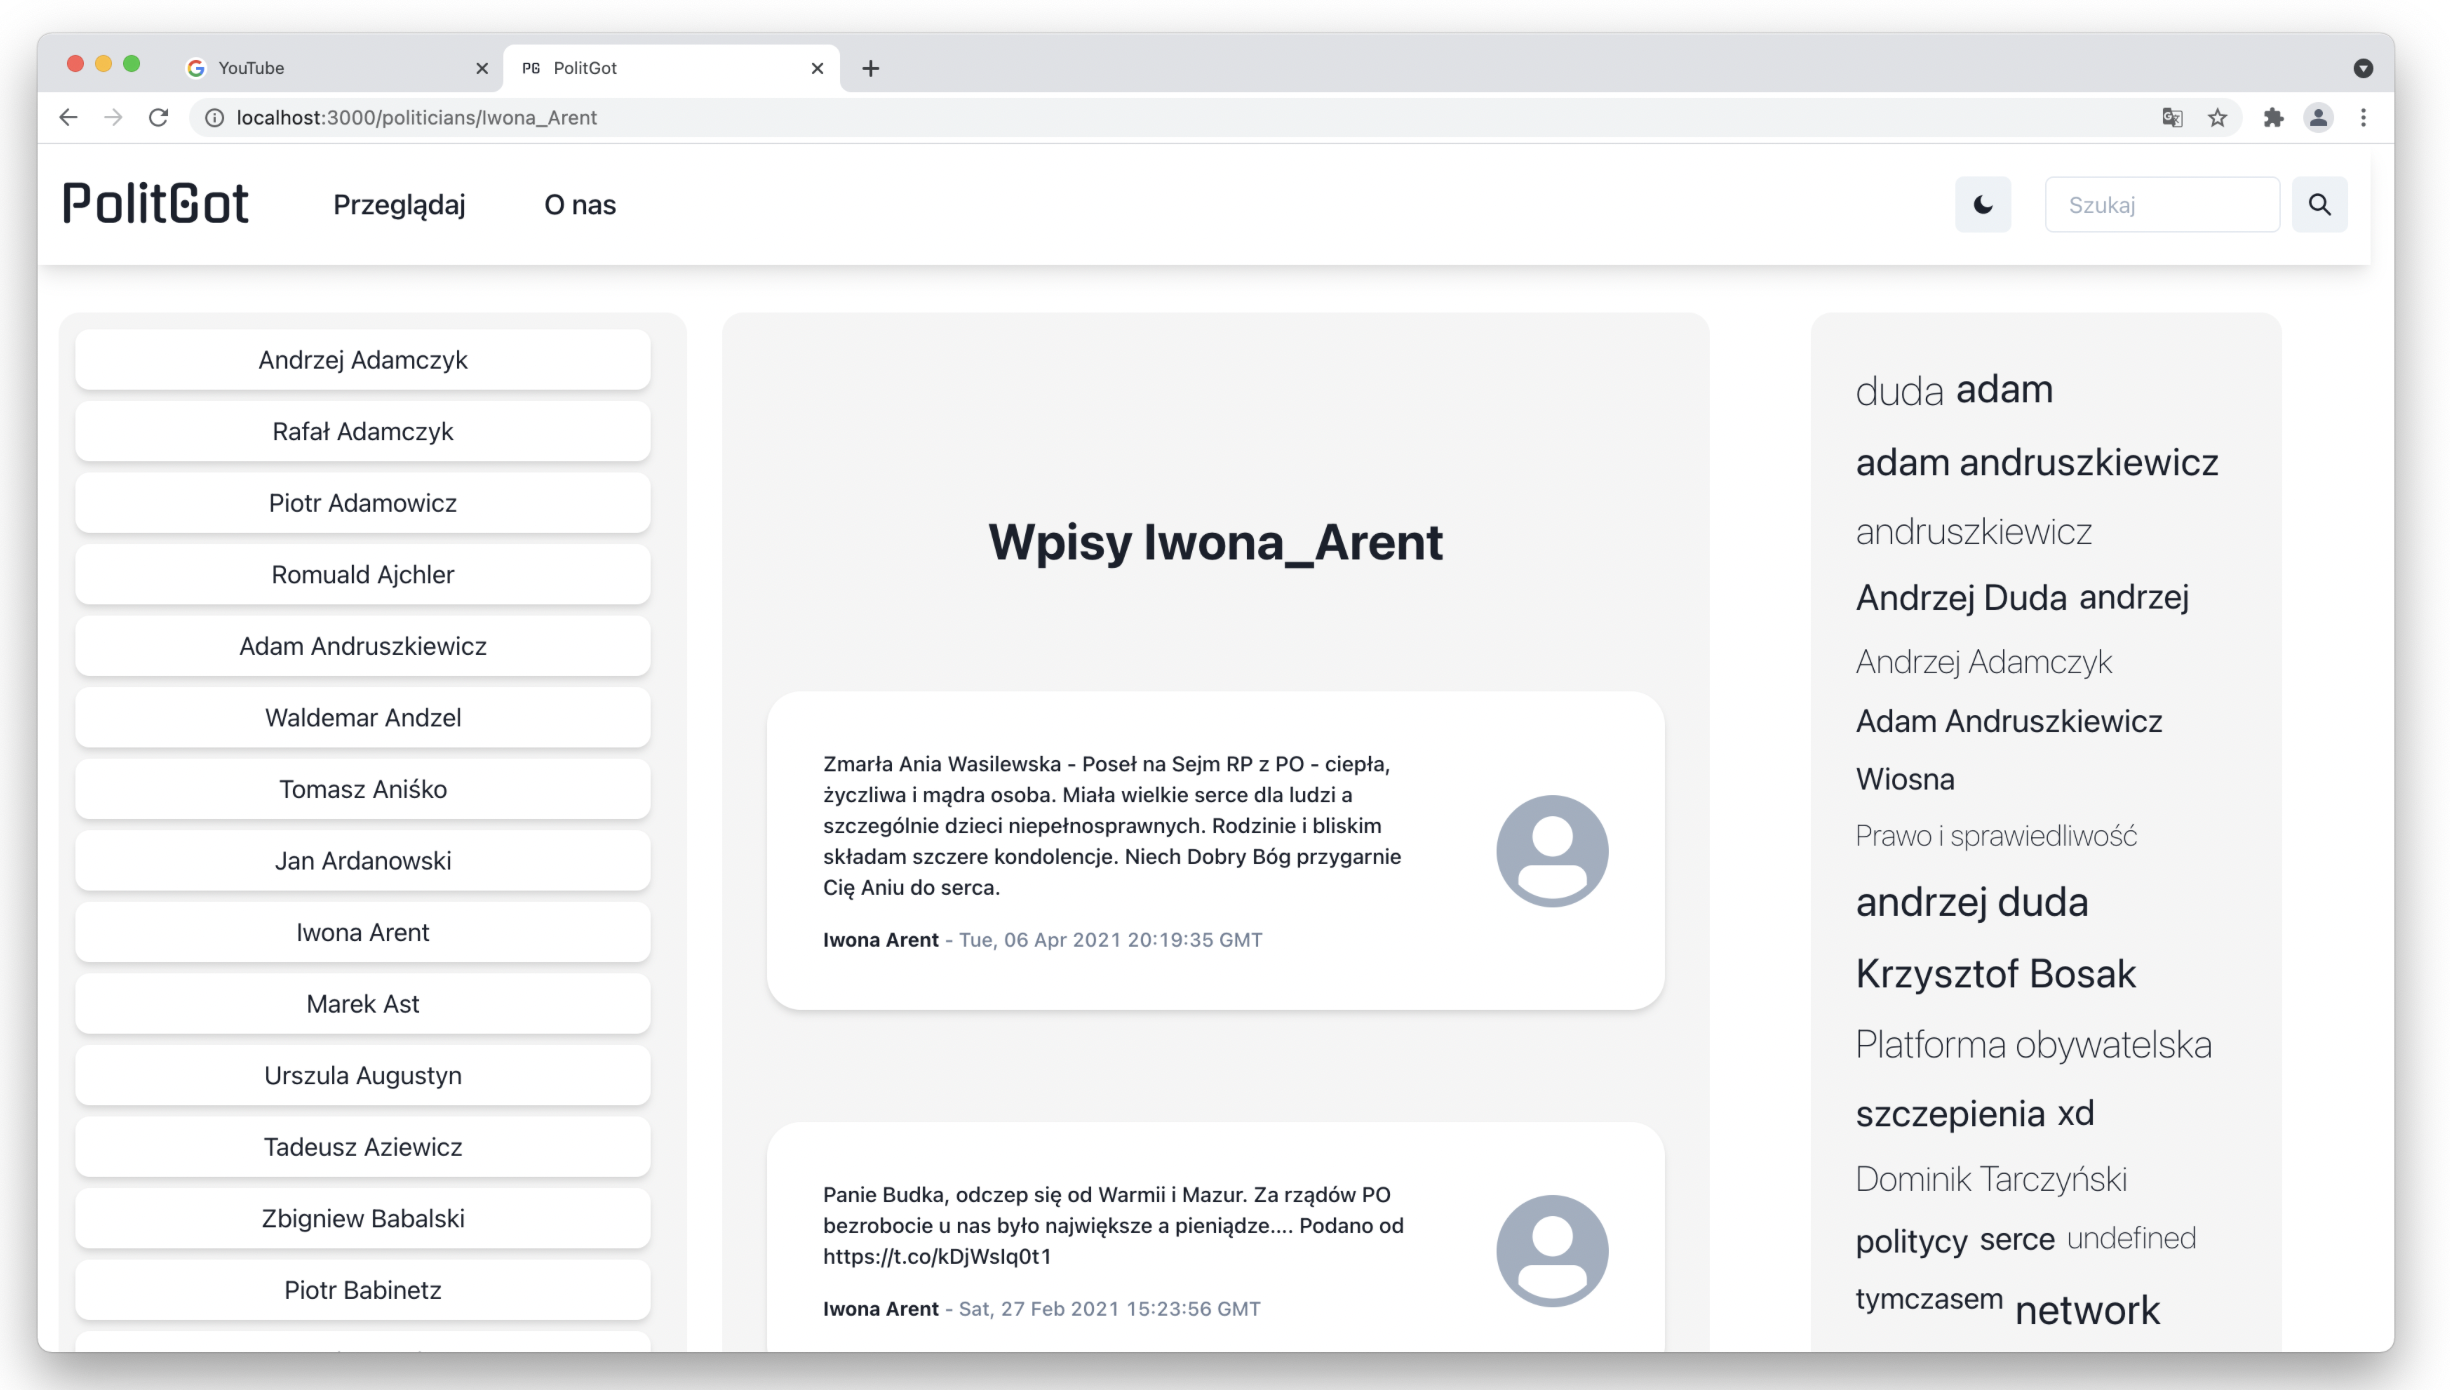 YouTube
PG PolitGot
localhost:3000/politicians/Iwona_Arent
PolitGot
Przeglądaj
O nas
Szukaj
Andrzej Adamczyk
Rafał Adamczyk
Piotr Adamowicz
Romuald Ajchler
Adam Andruszkiewicz
Waldemar Andzel
Tomasz Aniśko
Jan Ardanowski
Iwona Arent
Marek Ast
Urszula Augustyn
Tadeusz Aziewicz
Zbigniew Babalski
Piotr Babinetz
Wpisy Iwona_Arent
Zmarła Ania Wasilewska - Poseł na Sejm RP z PO - ciepła,
życzliwa i mądra osoba. Miała wielkie serce dla ludzi a
szczególnie dzieci niepełnosprawnych. Rodzinie i bliskim
składam szczere kondolencje. Niech Dobry Bóg przygarnie
Cię Aniu do serca.
Iwona Arent - Tue, 06 Apr 2021 20:19:35 GMT
Panie Budka, odczep się od Warmii i Mazur. Za rządów PO
bezrobocie u nas było największe a pieniądze.... Podano od
https://t.co/kDjWsIq0t1
Iwona Arent - Sat, 27 Feb 2021 15:23:56 GMT
duda adam
adam andruszkiewicz
andruszkiewicz
Andrzej Duda andrzej
Andrzej Adamczyk
Adam Andruszkiewicz
Wiosna
Prawo i sprawiedliwość
andrzej duda
Krzysztof Bosak
Platforma obywatelska
szczepienia xd
Dominik Tarczyński
politycy serce undefined
tymczasem network